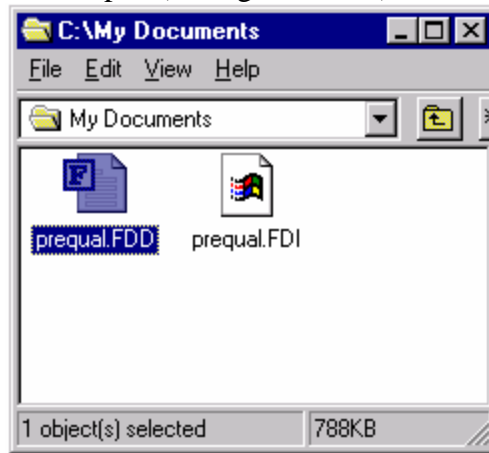 C:\My Documents
File Edit View Help
My Documents
F
prequal.FDD prequal.FDI
1 object(s) selected 788KB